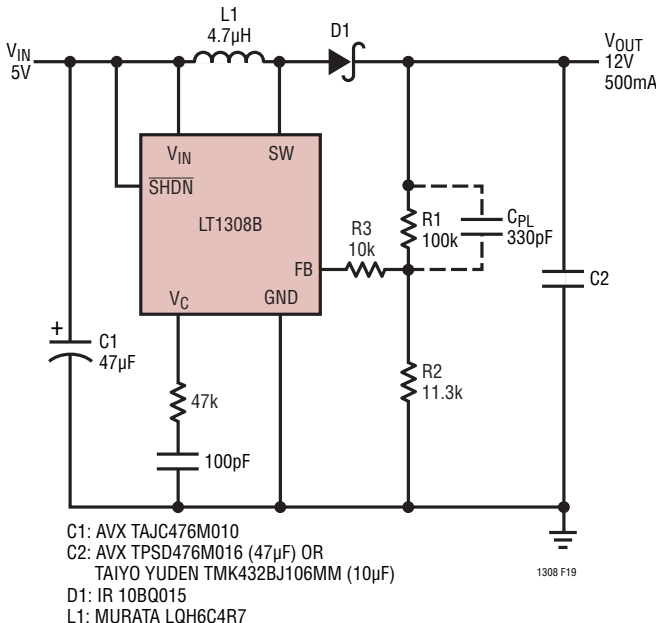 L1
4.7µH
D1
VIN
5V
VOUT
12V
500mA
VIN
SW
SHDN
LT1308B
R3
10k
R1
100k
CPL
330pF
FB
VC
GND
C2
+
C1
47µF
47k
R2
11.3k
100pF
C1: AVX TAJC476M010
C2: AVX TPSD476M016 (47µF) OR
TAIYO YUDEN TMK432BJ106MM (10µF)
D1: IR 10BQ015
L1: MURATA LQH6C4R7
1308 F19